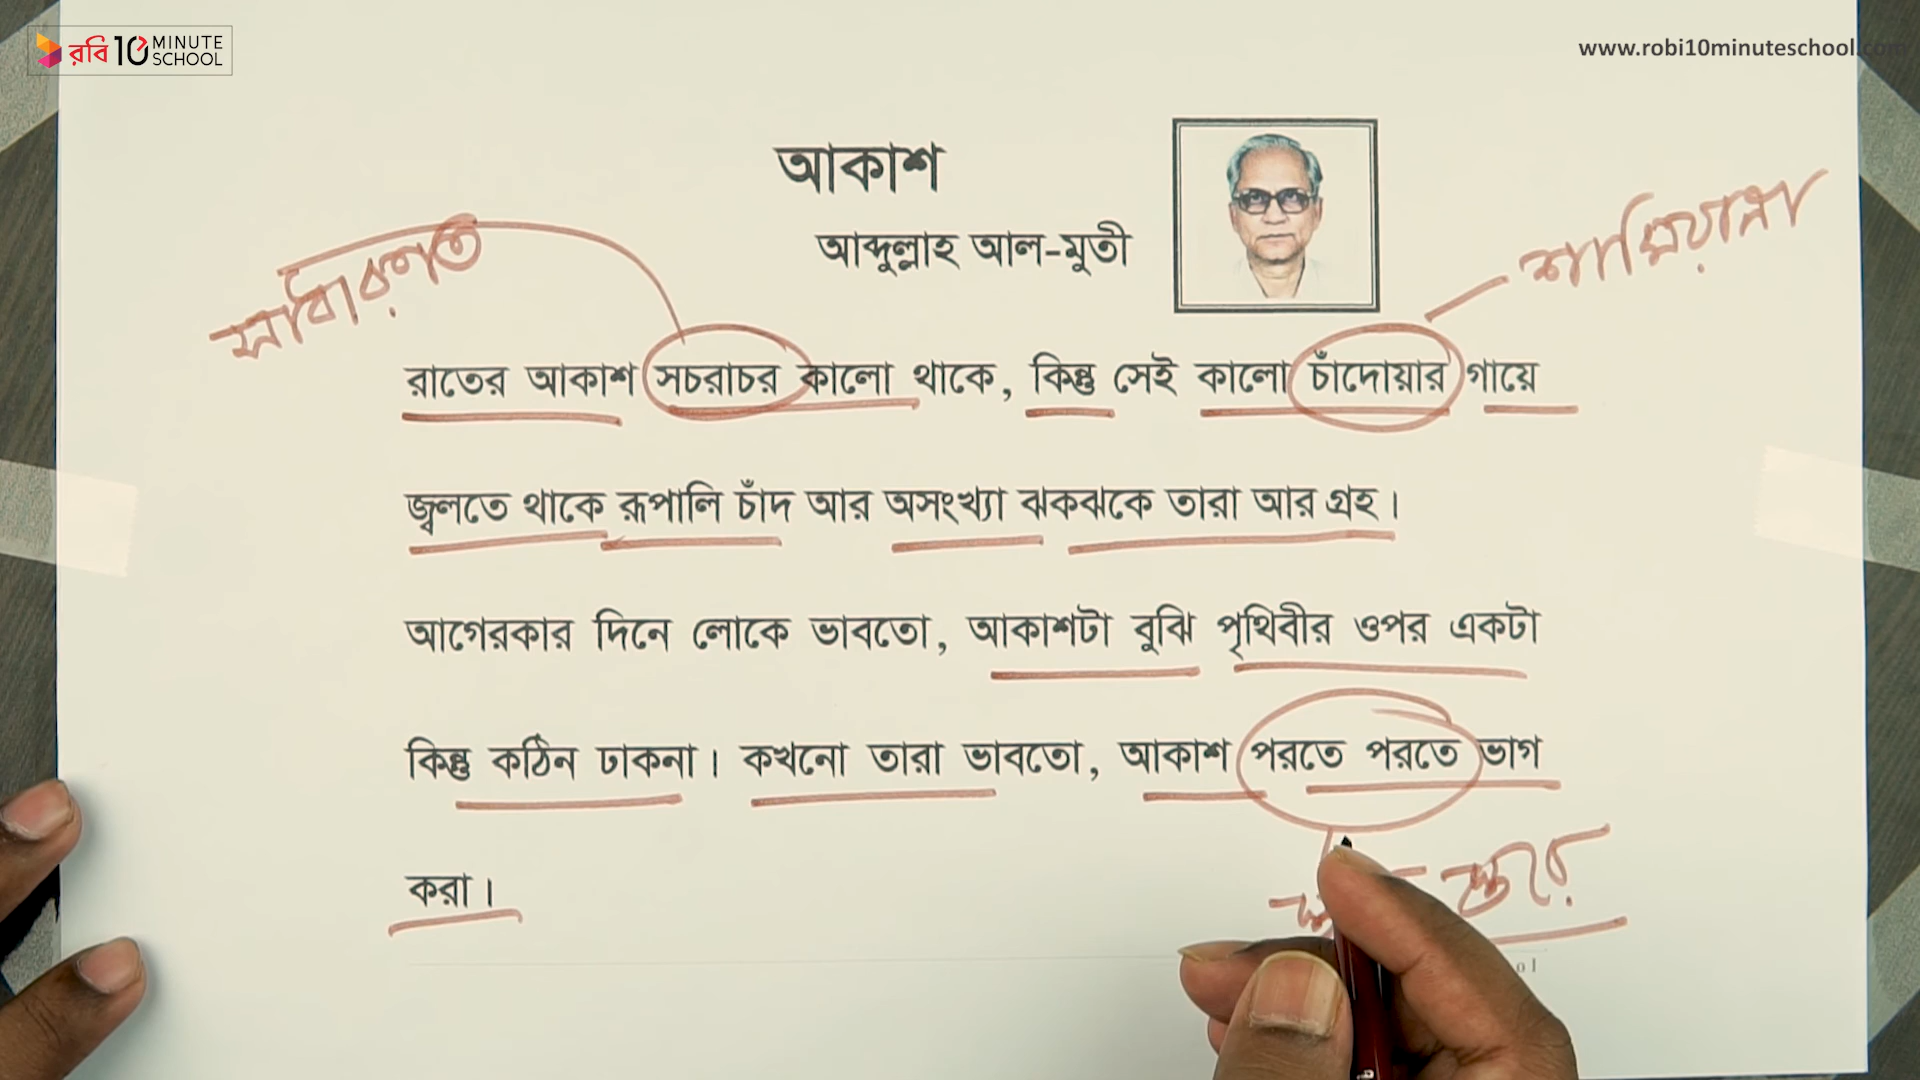 রবি 10 MINUTE SCHOOL
www.robi10minuteschool.com
আকাশ
আব্দুল্লাহ আল-মুতী
সাধারণত
শামিয়ানা
রাতের আকাশ সচরাচর কালো থাকে, কিন্তু সেই কালো চাঁদোয়ার গায়ে
জ্বলতে থাকে রূপালি চাঁদ আর অসংখ্য ঝকঝকে তারা আর গ্রহ।
আগেরকার দিনে লোকে ভাবতো, আকাশটা বুঝি পৃথিবীর ওপর একটা
কিন্তু কঠিন ঢাকনা। কখনো তারা ভাবতো, আকাশ পরতে পরতে ভাগ
করা।
স্তরে